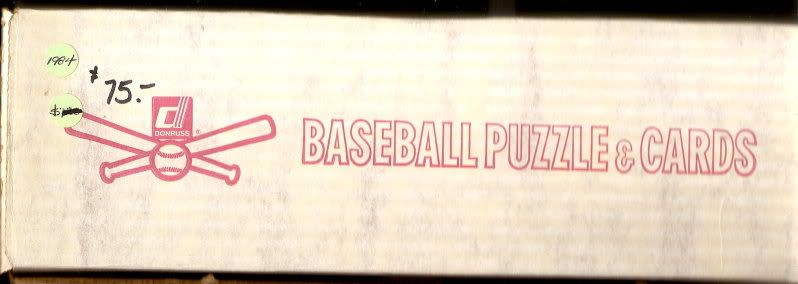 1984
$75.-
DONRUSS®
BASEBALL PUZZLE & CARDS